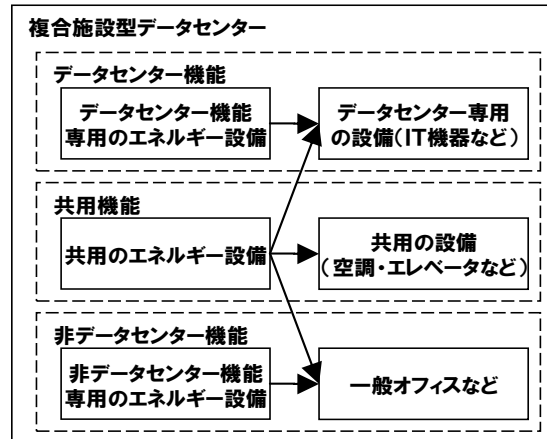 複合施設型データセンター
データセンター機能
データセンター機能
専用のエネルギー設備
データセンター専用
の設備(IT機器など)
共用機能
共用のエネルギー設備
共用の設備
(空調・エレベータなど)
非データセンター機能
非データセンター機能
専用のエネルギー設備
一般オフィスなど